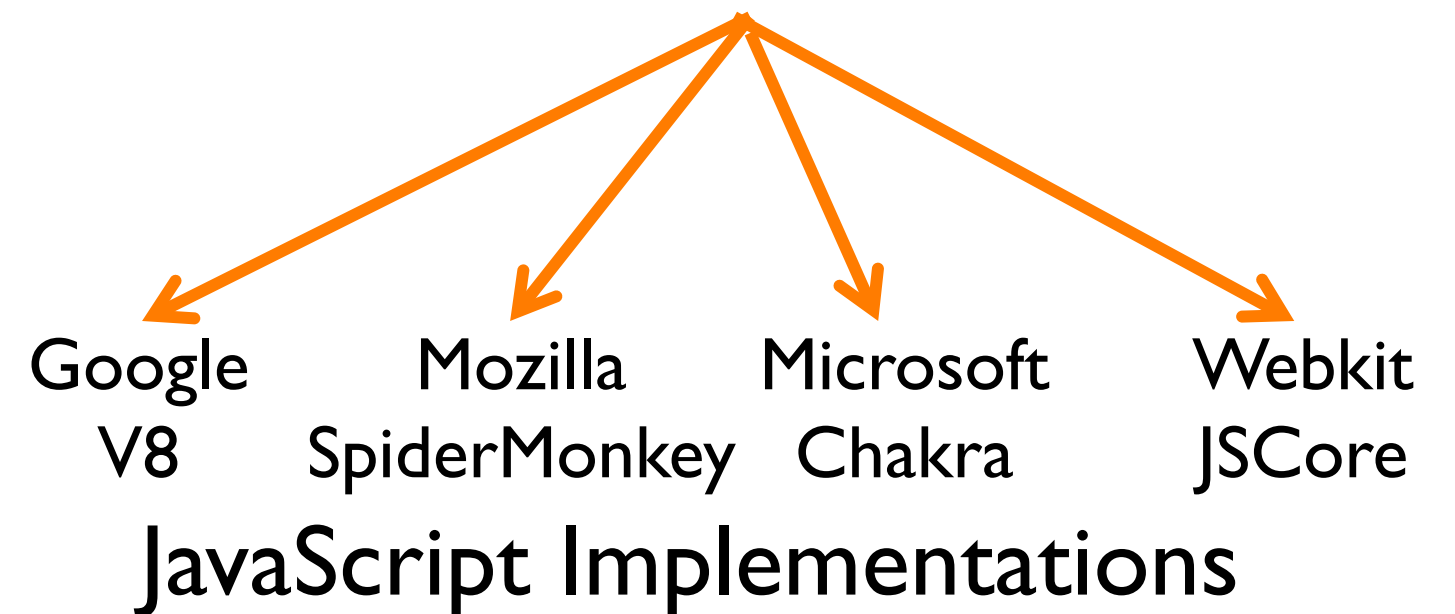 Google Mozilla Microsoft Webkit
V8 SpiderMonkey Chakra JSCore
JavaScript Implementations